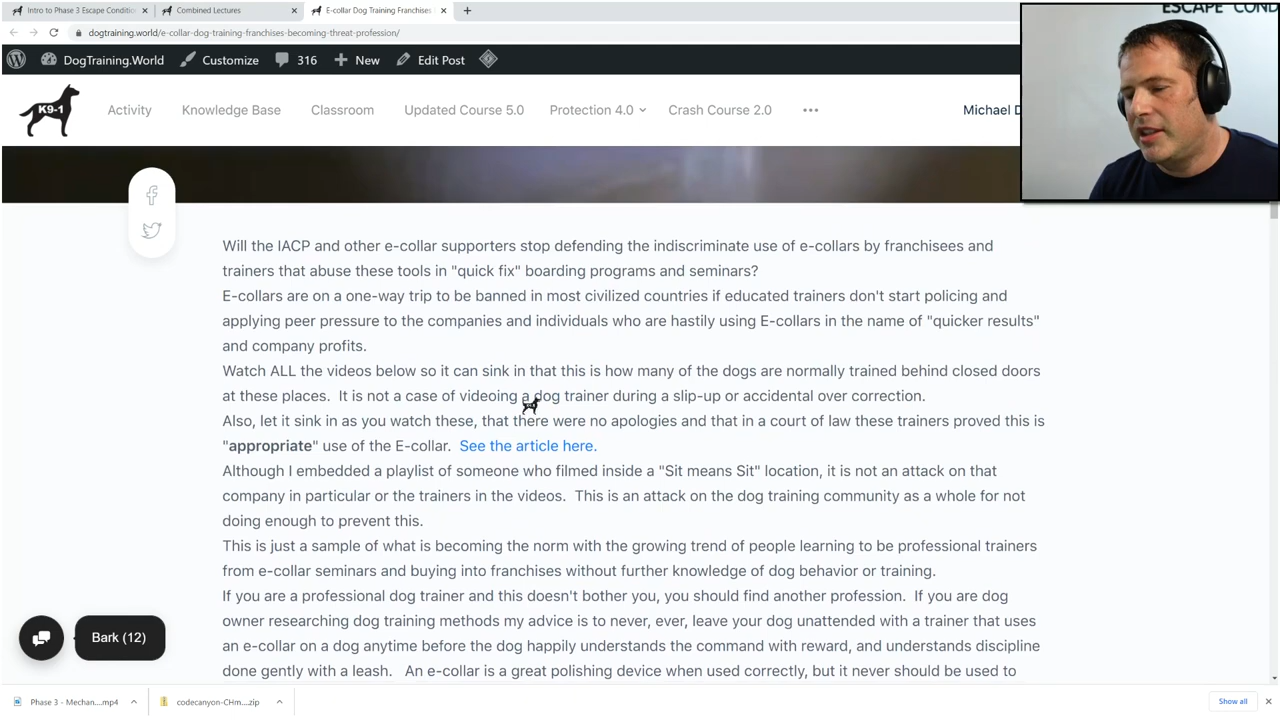 Intro to Phase 3 Escape Conditio
Combined Lectures
E-collar Dog Training Franchises
ESCAPE COND
dogtraining.world/e-collar-dog-training-franchises-becoming-threat-profession/
DogTraining.World Customize 316 New Edit Post
K9-1
Activity Knowledge Base Classroom Updated Course 5.0 Protection 4.0 Crash Course 2.0 ••• Michael D
Will the IACP and other e-collar supporters stop defending the indiscriminate use of e-collars by franchisees and
trainers that abuse these tools in "quick fix" boarding programs and seminars?
E-collars are on a one-way trip to be banned in most civilized countries if educated trainers don't start policing and
applying peer pressure to the companies and individuals who are hastily using E-collars in the name of "quicker results"
and company profits.
Watch ALL the videos below so it can sink in that this is how many of the dogs are normally trained behind closed doors
at these places.  It is not a case of videoing a dog trainer during a slip-up or accidental over correction.
Also, let it sink in as you watch these, that there were no apologies and that in a court of law these trainers proved this is
"appropriate" use of the E-collar.  See the article here.
Although I embedded a playlist of someone who filmed inside a "Sit means Sit" location, it is not an attack on that
company in particular or the trainers in the videos.  This is an attack on the dog training community as a whole for not
doing enough to prevent this.
This is just a sample of what is becoming the norm with the growing trend of people learning to be professional trainers
from e-collar seminars and buying into franchises without further knowledge of dog behavior or training.
If you are a professional dog trainer and this doesn't bother you, you should find another profession.  If you are dog
owner researching dog training methods my advice is to never, ever, leave your dog unattended with a trainer that uses
an e-collar on a dog anytime before the dog happily understands the command with reward, and understands discipline
done gently with a leash.   An e-collar is a great polishing device when used correctly, but it never should be used to
Bark (12)
Phase 3 - Mechan....mp4
codecanyon-CHm....zip
Show all